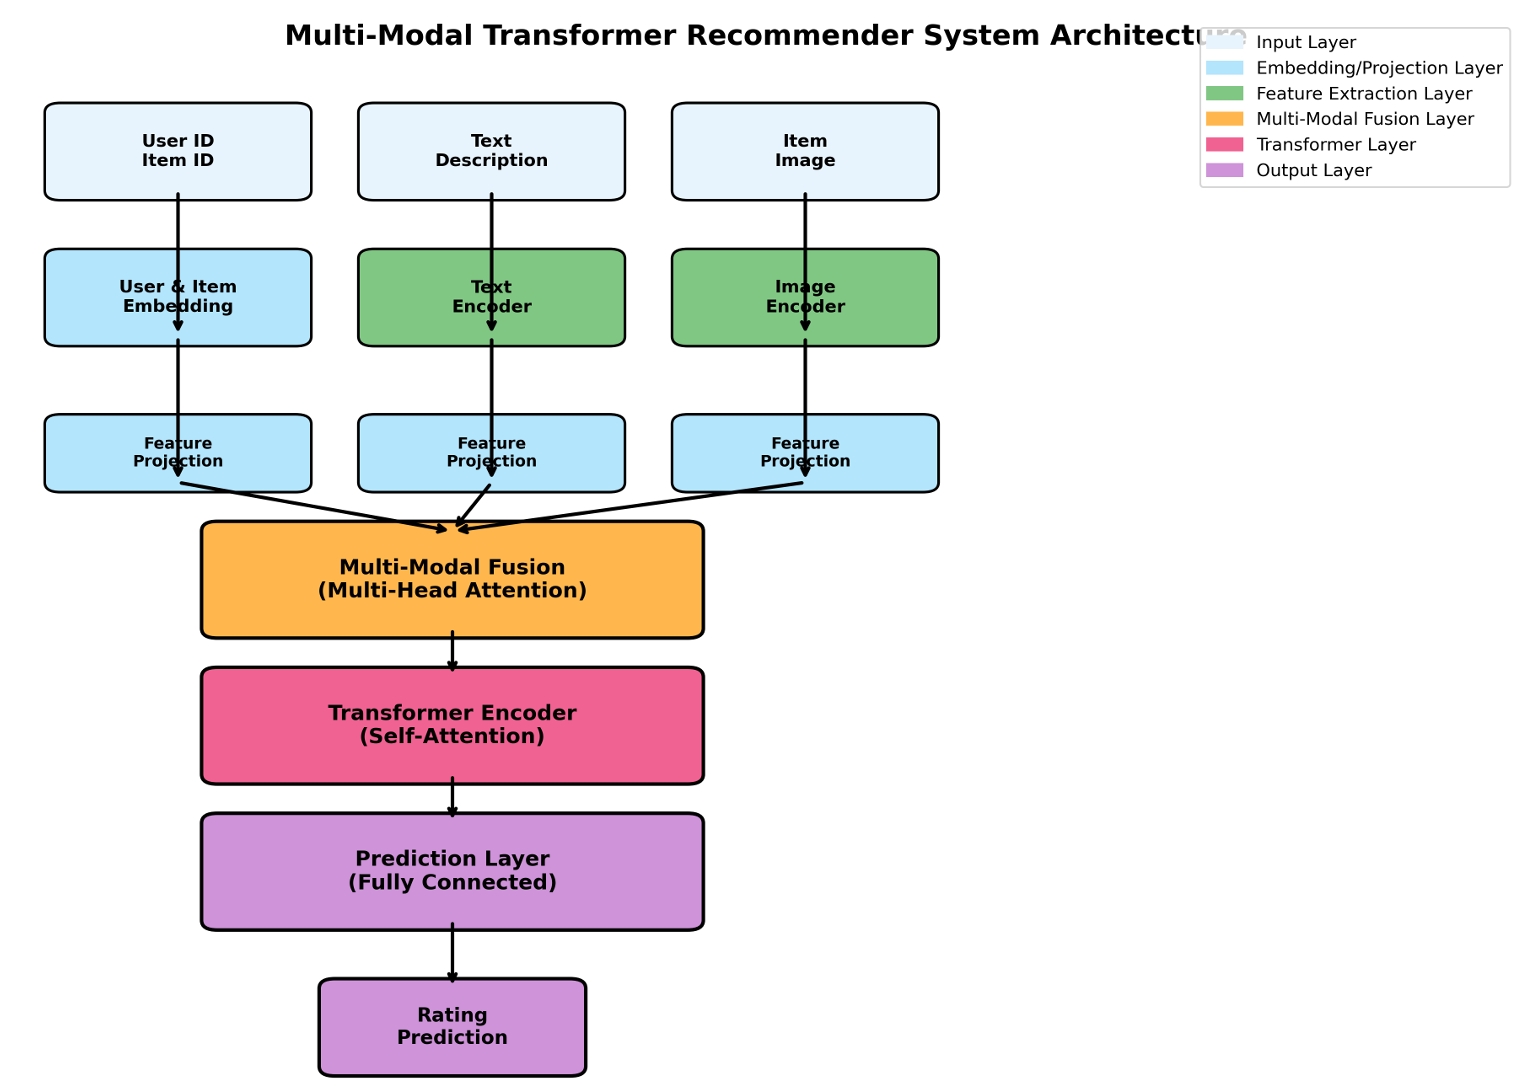 Multi-Modal Transformer Recommender System Architecture
Input Layer
Embedding/Projection Layer
Feature Extraction Layer
Multi-Modal Fusion Layer
Transformer Layer
Output Layer
User ID
Item ID
Text
Description
Item
Image
User & Item
Embedding
Text
Encoder
Image
Encoder
Feature
Projection
Feature
Projection
Feature
Projection
Multi-Modal Fusion
(Multi-Head Attention)
Transformer Encoder
(Self-Attention)
Prediction Layer
(Fully Connected)
Rating
Prediction